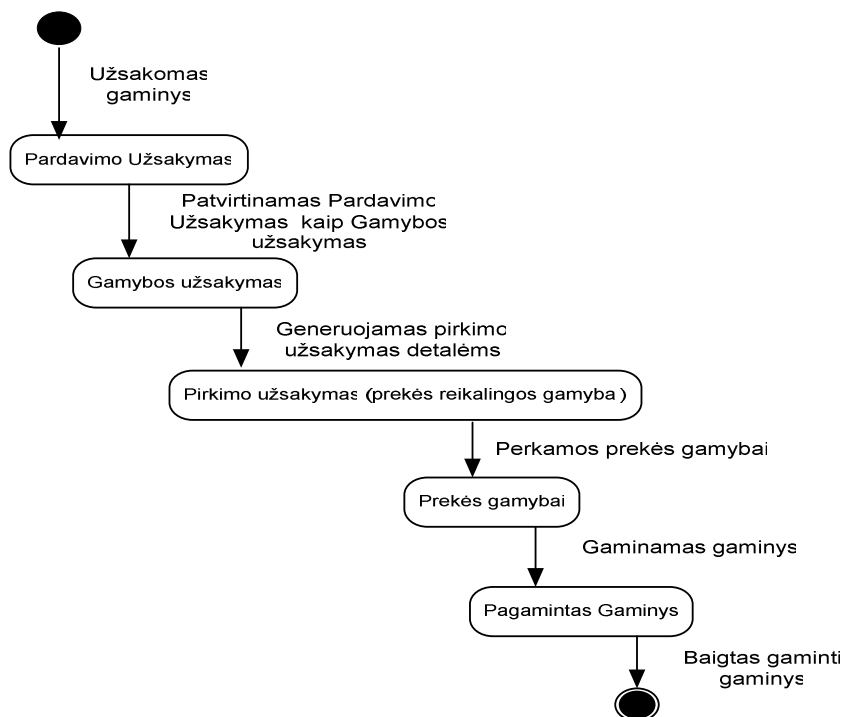 Užsakomas
gaminys
Pardavimo Užsakymas
Patvirtinamas Pardavimo
Užsakymas kaip Gamybos
užsakymas
Gamybos užsakymas
Generuojamas pirkimo
užsakymas detalėms
Pirkimo užsakymas (prekės reikalingos gamyba)
Perkamos prekės gamybai
Prekės gamybai
Gaminamas gaminys
Pagamintas Gaminys
Baigtas gaminti
gaminys